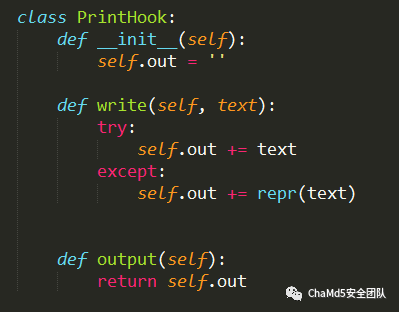 class PrintHook:
    def __init__(self):
        self.out = ''
    def write(self, text):
        try:
            self.out += text
        except:
            self.out += repr(text)
    def output(self):
        return self.out
ChaMd5安全团队